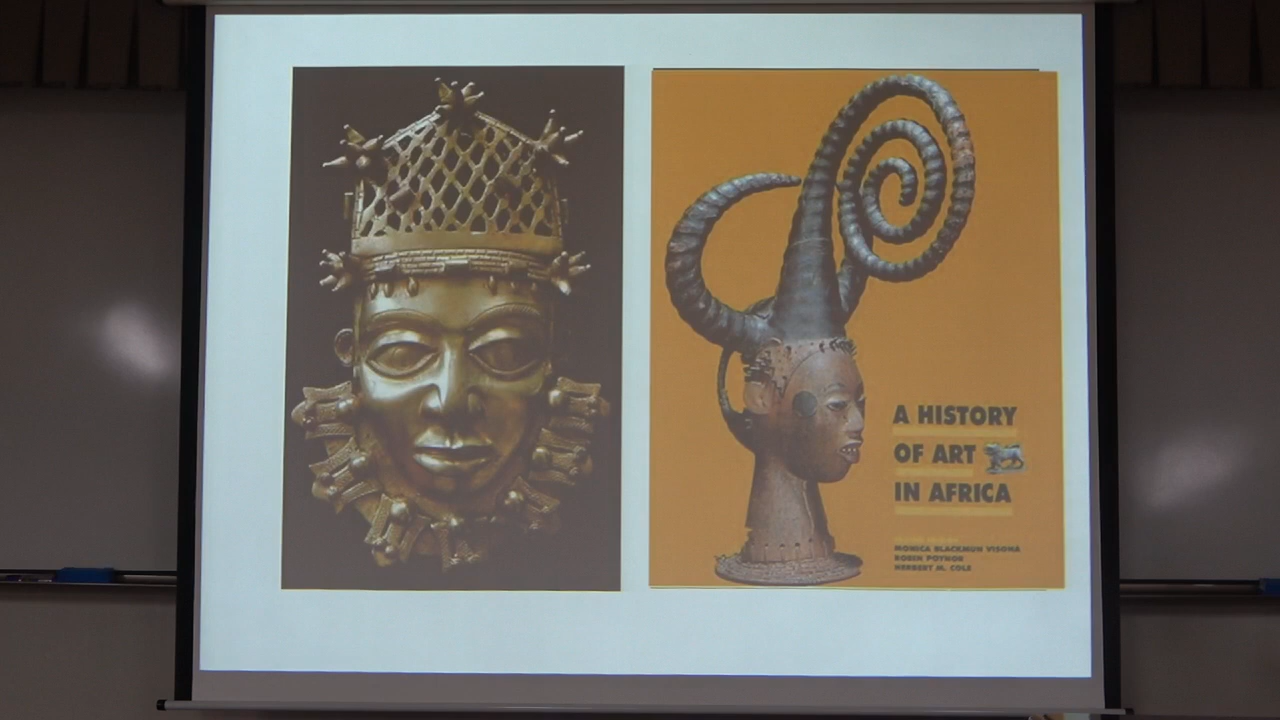 A HISTORY
OF ART
IN AFRICA
MONICA BLACKMUN VISONA
ROBIN POYNOR
HERBERT M. COLE